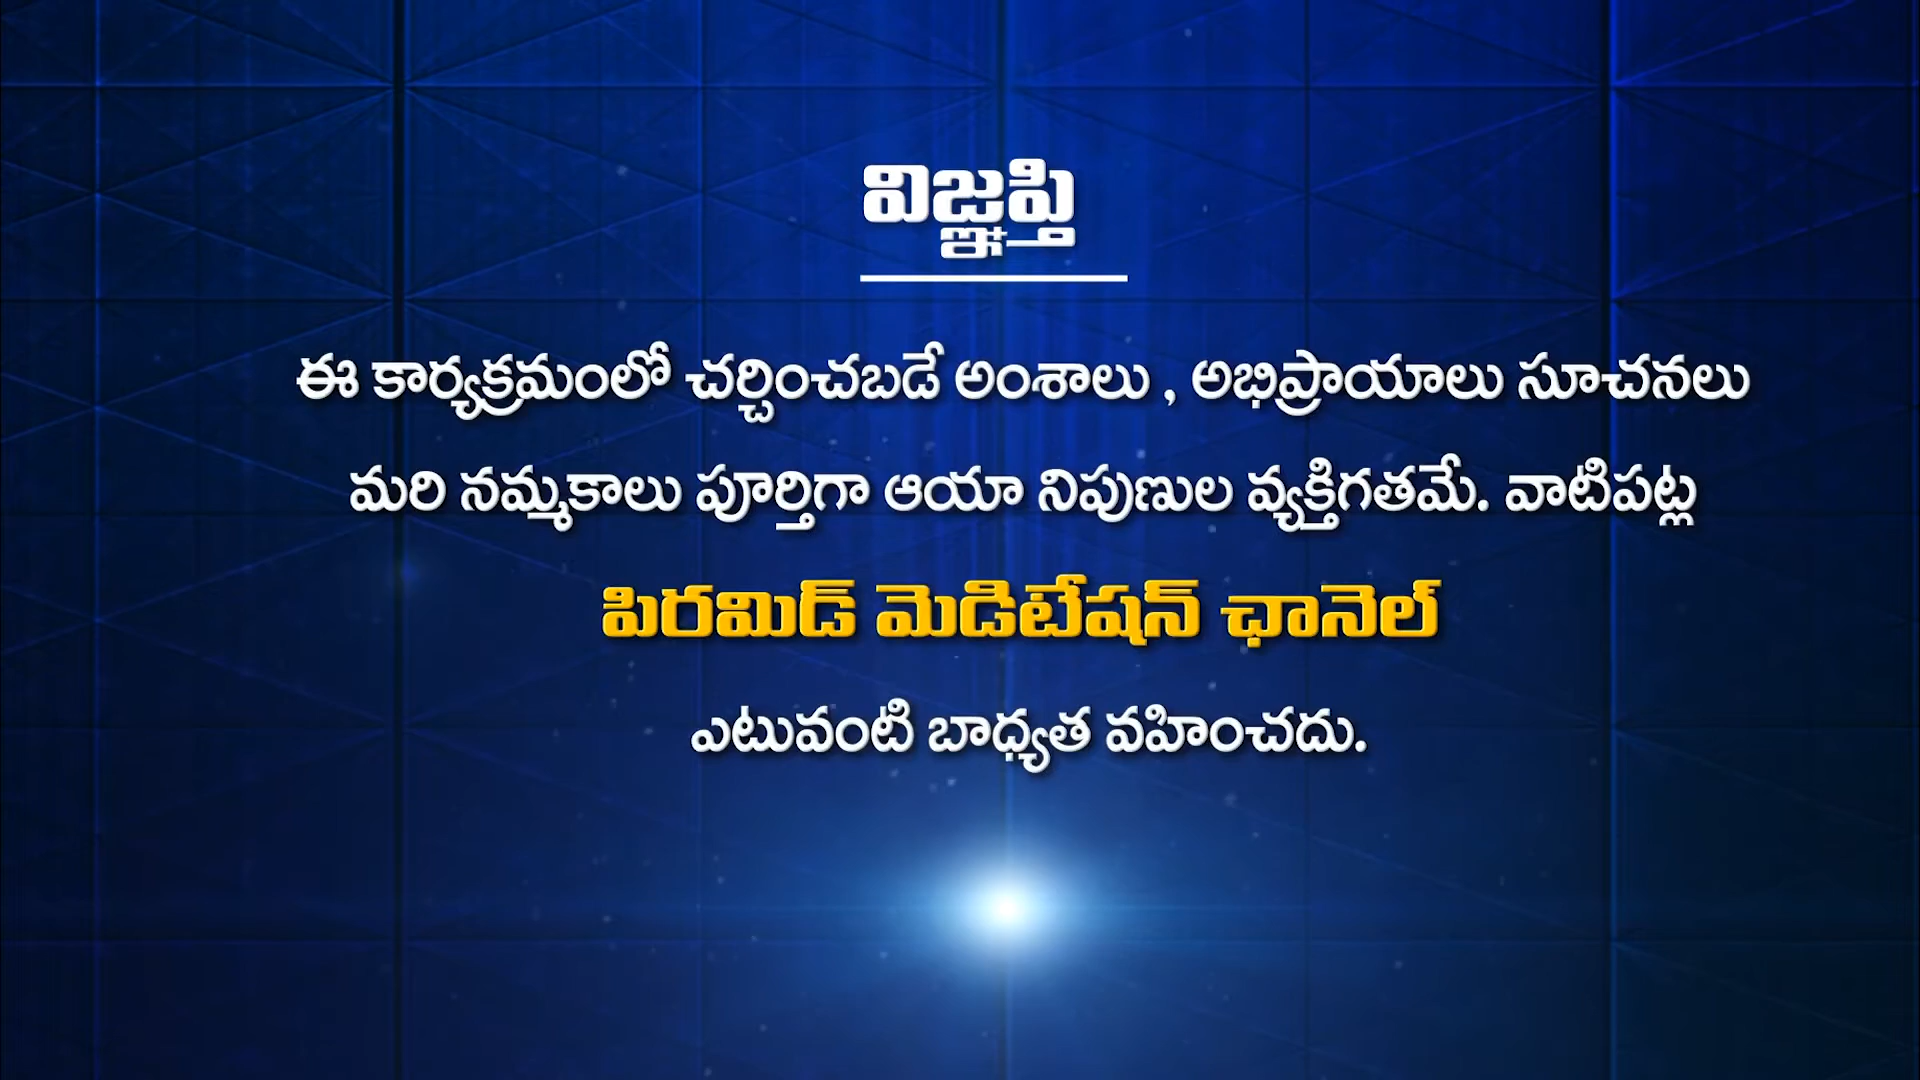 విజ్ఞప్తి
ఈ కార్యక్రమంలో చర్చించబడే అంశాలు , అభిప్రాయాలు సూచనలు
మరి నమ్మకాలు పూర్తిగా ఆయా నిపుణుల వ్యక్తిగతమే. వాటిపట్ల
పిరమిడ్ మెడిటేషన్ ఛానెల్
ఎటువంటి బాధ్యత వహించదు.